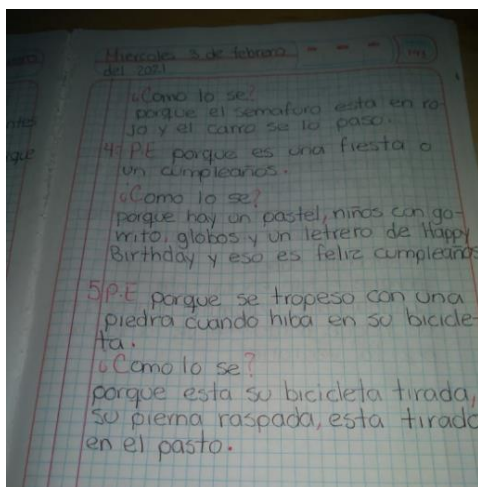 Miercoles 3 de febrero
del 2021
¿Como lo se?
porque el semafuro esta en ro-
jo y el carro se lo paso.
4. P.E porque es una fiesta o
un cumpleaños.
¿Como lo se?
porque hay un pastel, niños con go-
rrito, globos y un letrero de Happy
Birthday y eso es feliz cumpleaños
5. P.E porque se tropeso con una
piedra cuando hiba en su bicicle-
ta.
¿Como lo se?
porque esta su bicicleta tirada,
su pierna raspada, esta tirado
en el pasto.